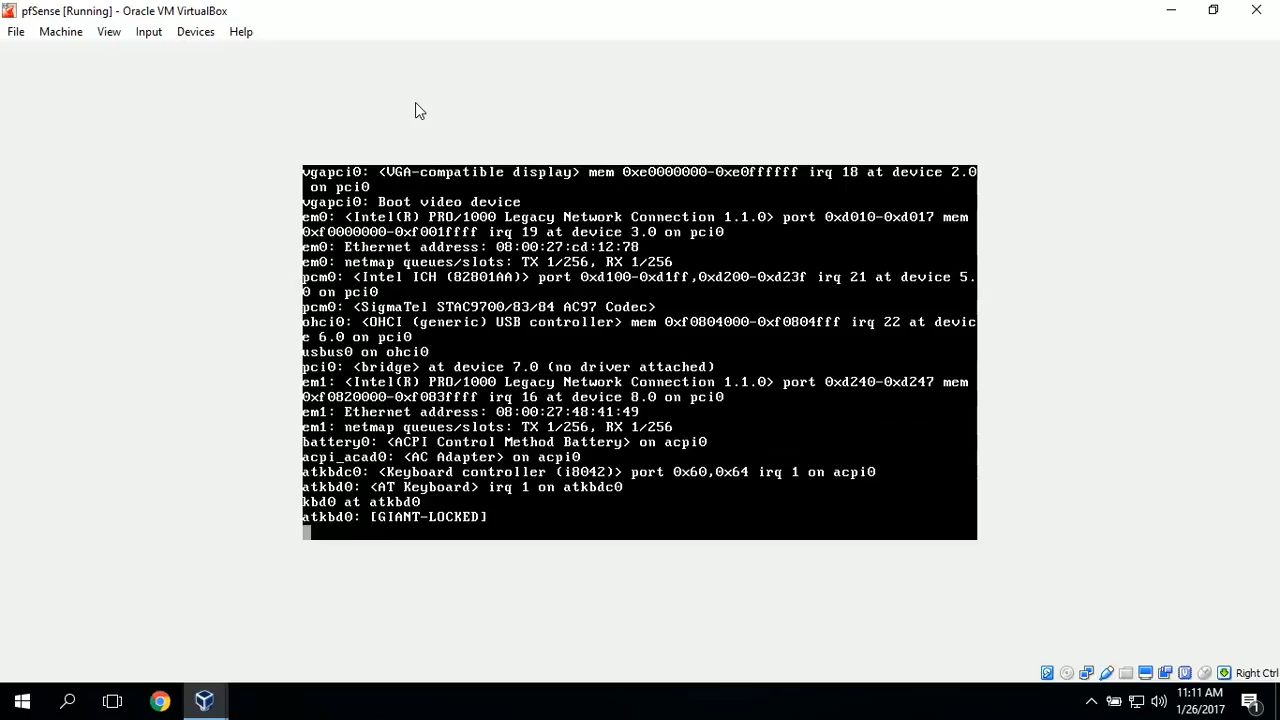 pfSense [Running] - Oracle VM VirtualBox
File Machine View Input Devices Help
vgapci0: <VGA-compatible display> mem 0xe0000000-0xe0ffffff irq 18 at device 2.0
on pci0
vgapci0: Boot video device
em0: <Intel(R) PRO/1000 Legacy Network Connection 1.1.0> port 0xd010-0xd017 mem
0xf0000000-0xf001ffff irq 19 at device 3.0 on pci0
em0: Ethernet address: 08:00:27:cd:12:78
em0: netmap queues/slots: TX 1/256, RX 1/256
pcm0: <Intel ICH (82801AA)> port 0xd100-0xd1ff,0xd200-0xd23f irq 21 at device 5.
0 on pci0
pcm0: <SigmaTel STAC9700/83/84 AC97 Codec>
ohci0: <OHCI (generic) USB controller> mem 0xf0804000-0xf0804fff irq 22 at devic
e 6.0 on pci0
usbus0 on ohci0
pci0: <bridge> at device 7.0 (no driver attached)
em1: <Intel(R) PRO/1000 Legacy Network Connection 1.1.0> port 0xd240-0xd247 mem
0xf0820000-0xf083ffff irq 16 at device 8.0 on pci0
em1: Ethernet address: 08:00:27:48:41:49
em1: netmap queues/slots: TX 1/256, RX 1/256
battery0: <ACPI Control Method Battery> on acpi0
acpi_acad0: <AC Adapter> on acpi0
atkbdc0: <Keyboard controller (i8042)> port 0x60,0x64 irq 1 on acpi0
atkbd0: <AT Keyboard> irq 1 on atkbdc0
kbd0 at atkbd0
atkbd0: [GIANT-LOCKED]
Right Ctrl
11:11 AM
1/26/2017
1